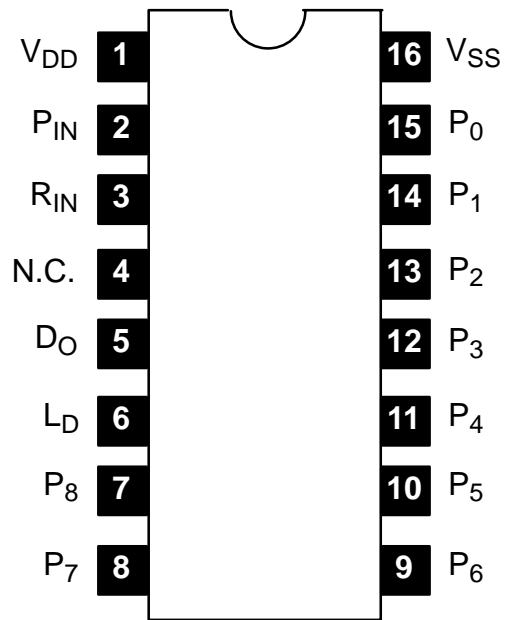 V_DD 1 16 V_SS
P_IN 2 15 P_0
R_IN 3 14 P_1
N.C. 4 13 P_2
D_O 5 12 P_3
L_D 6 11 P_4
P_8 7 10 P_5
P_7 8 9 P_6